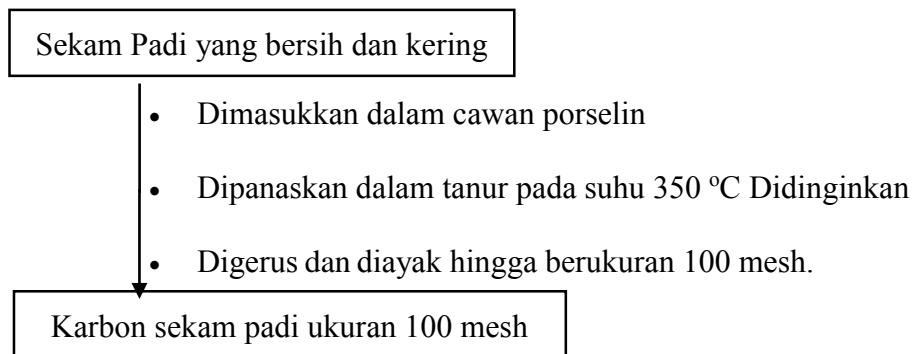 Sekam Padi yang bersih dan kering
• Dimasukkan dalam cawan porselin
• Dipanaskan dalam tanur pada suhu 350 ºC Didinginkan
• Digerus dan diayak hingga berukuran 100 mesh.
Karbon sekam padi ukuran 100 mesh